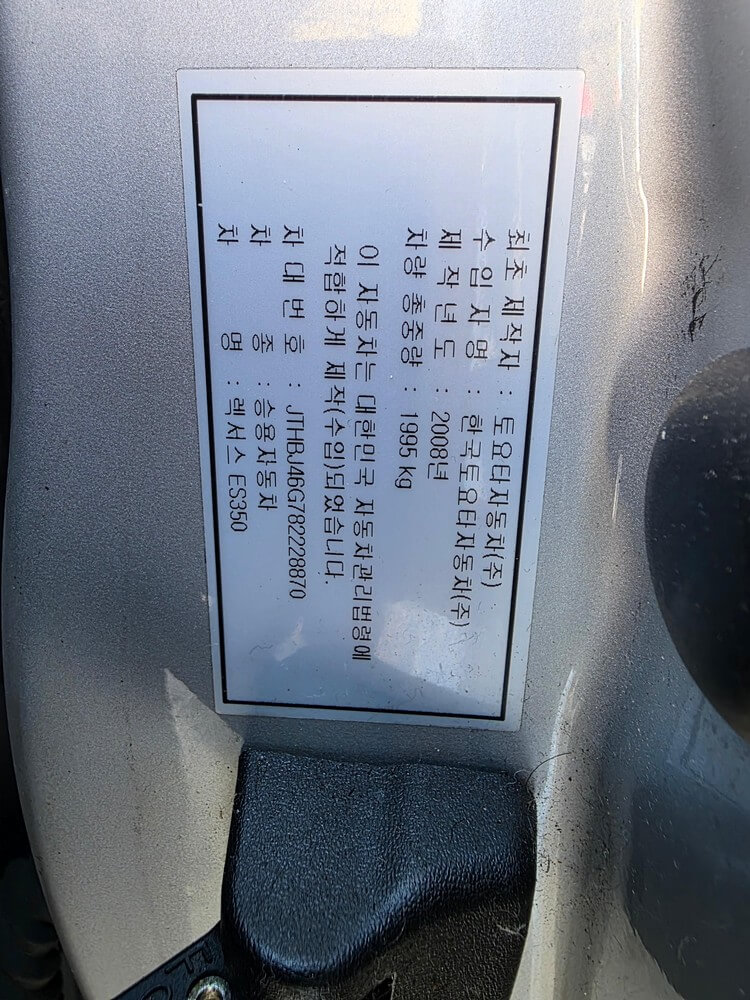 최초 제작사 : 토요타자동차(주)
수 입 자 명 : 한국토요타자동차(주)
제 작 년 도 : 2008년
차량 총중량 : 1995 kg
이 자동차는 대한민국 자동차관리법령에
적합하게 제작(수입)되었습니다.
차 대 번 호 : JTHBJ46G782228870
차 종 : 승용자동차
차 명 : 렉서스 ES350